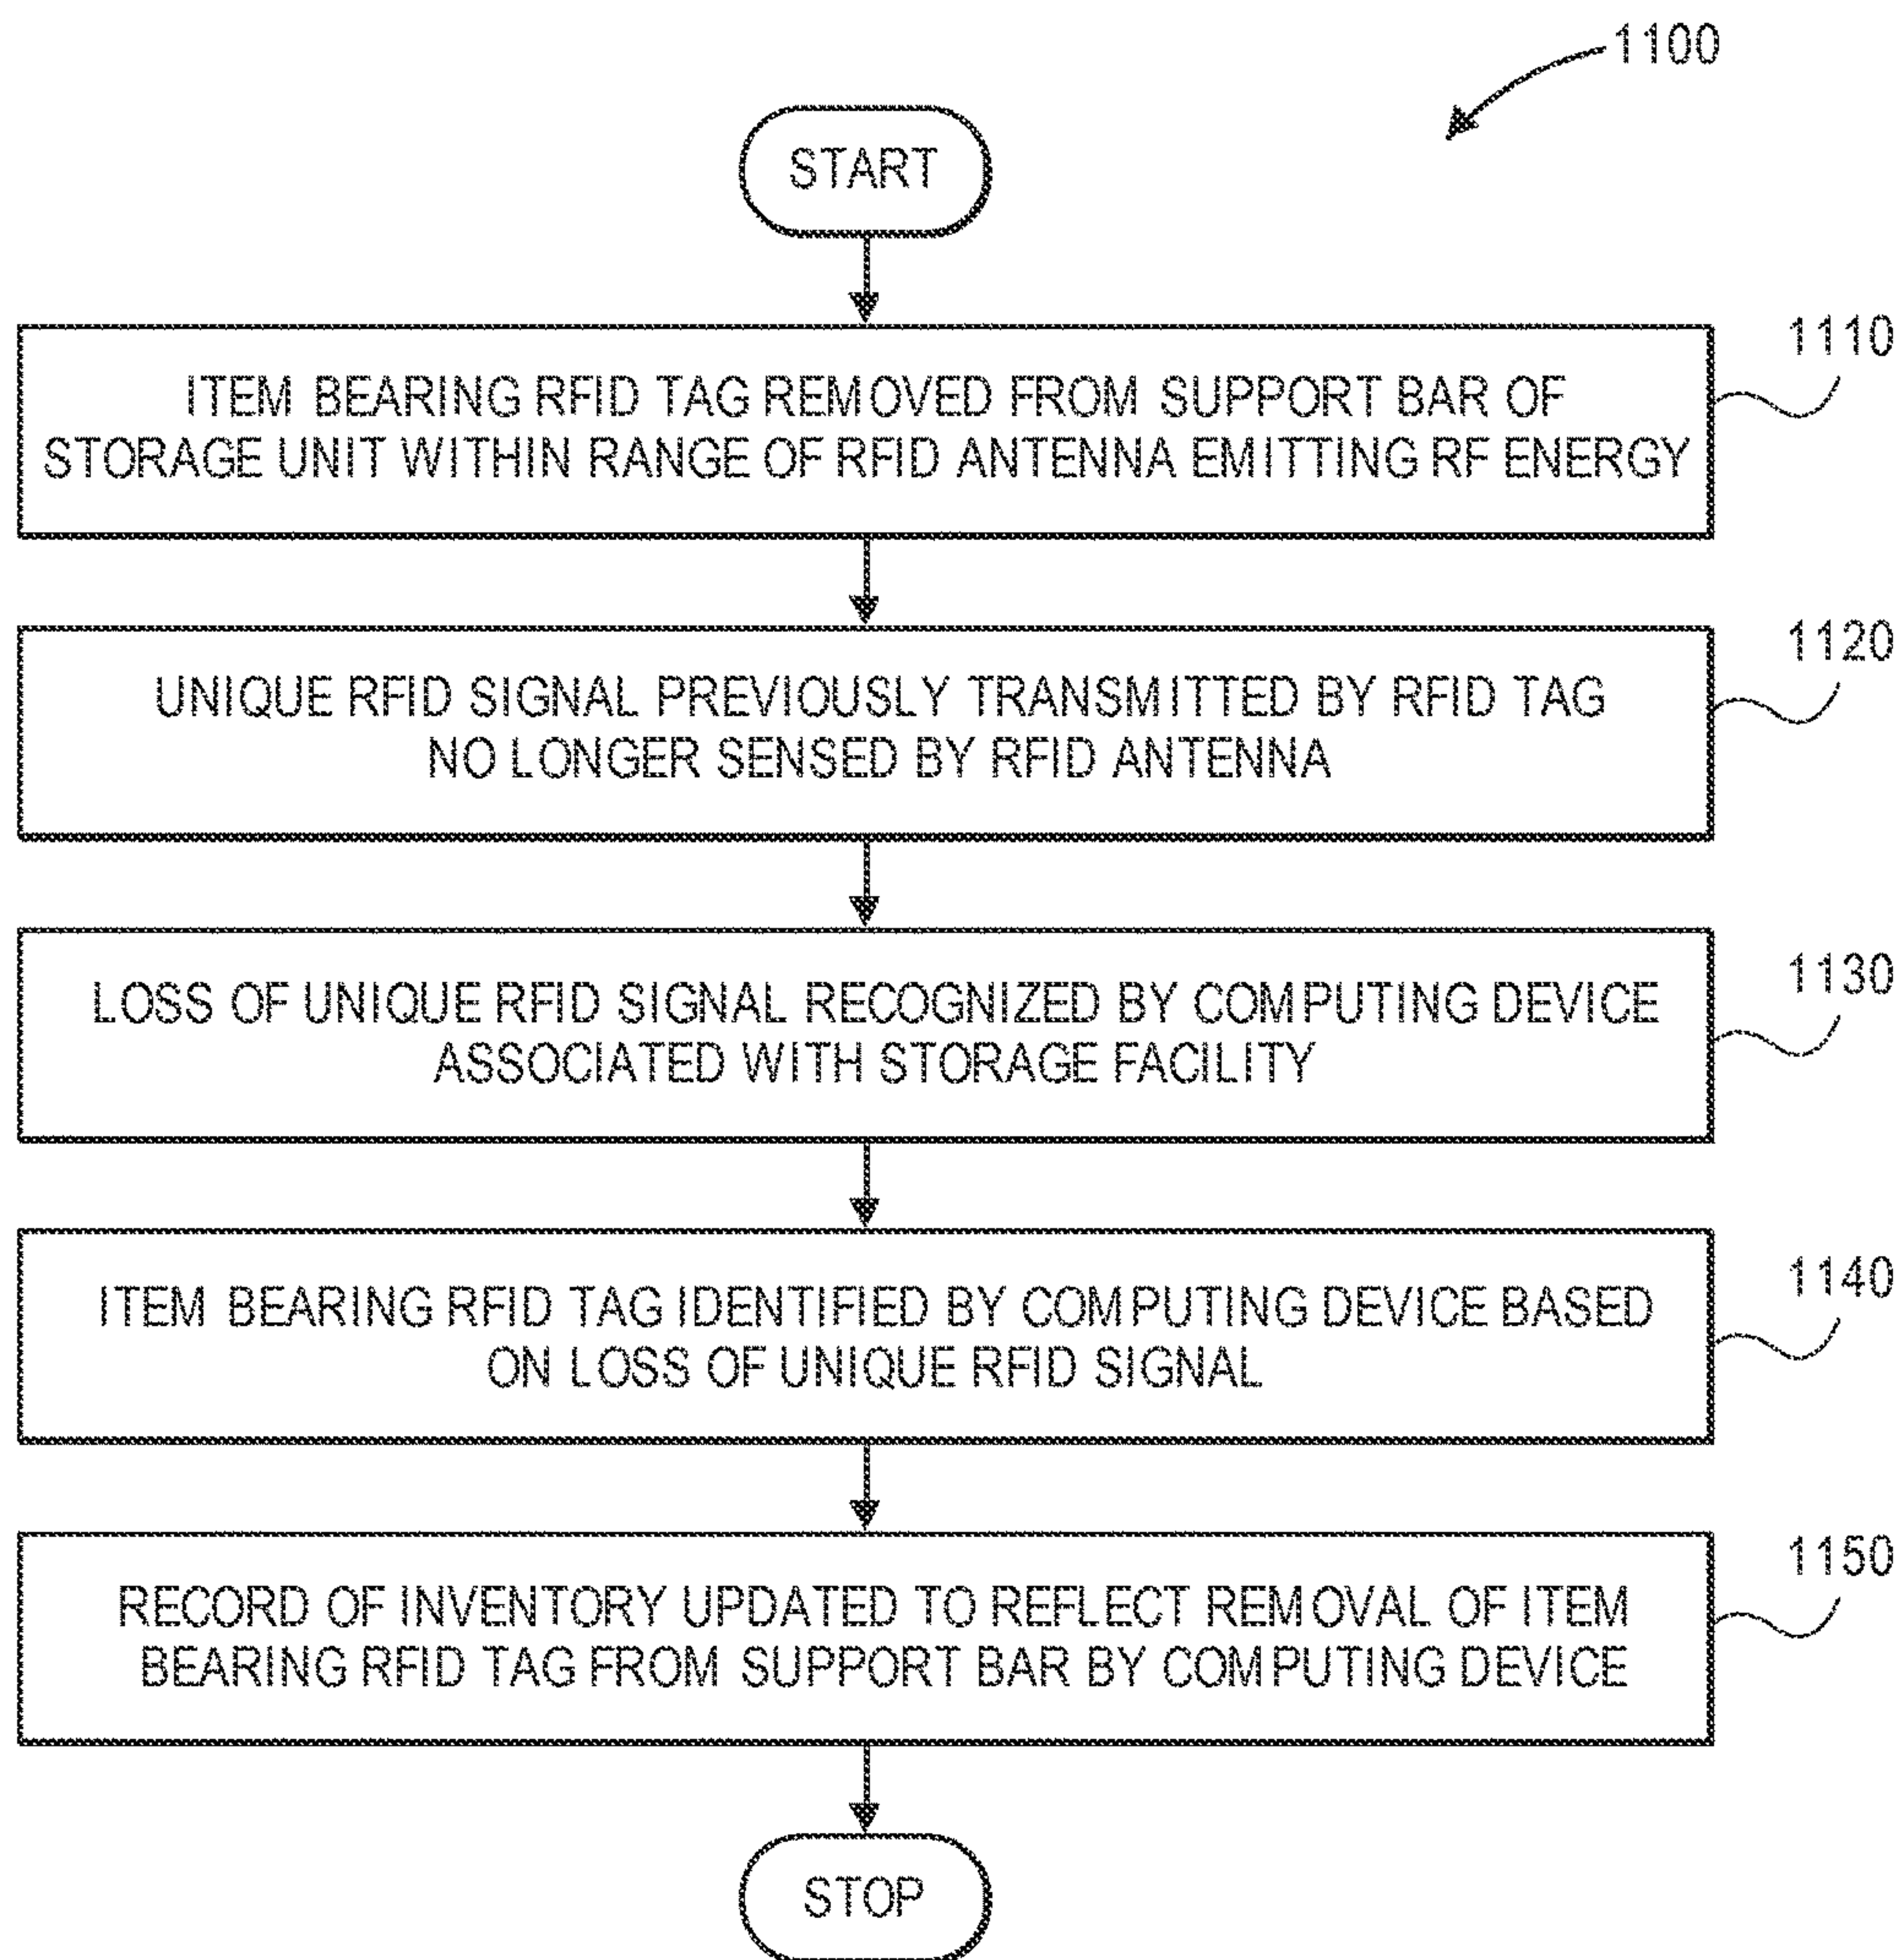 1100
START
1110
ITEM BEARING RFID TAG REMOVED FROM SUPPORT BAR OF
STORAGE UNIT WITHIN RANGE OF RFID ANTENNA EMITTING RF ENERGY
1120
UNIQUE RFID SIGNAL PREVIOUSLY TRANSMITTED BY RFID TAG
NO LONGER SENSED BY RFID ANTENNA
1130
LOSS OF UNIQUE RFID SIGNAL RECOGNIZED BY COMPUTING DEVICE
ASSOCIATED WITH STORAGE FACILITY
1140
ITEM BEARING RFID TAG IDENTIFIED BY COMPUTING DEVICE BASED
ON LOSS OF UNIQUE RFID SIGNAL
1150
RECORD OF INVENTORY UPDATED TO REFLECT REMOVAL OF ITEM
BEARING RFID TAG FROM SUPPORT BAR BY COMPUTING DEVICE
STOP